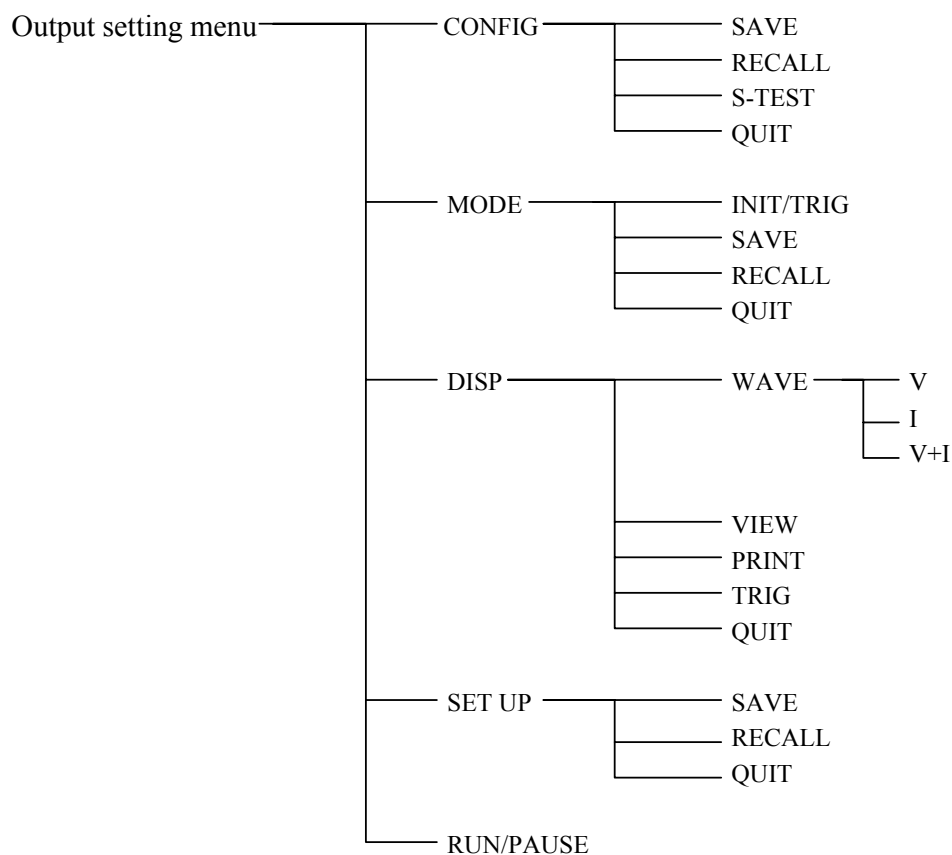 Output setting menu
CONFIG
SAVE
RECALL
S-TEST
QUIT
MODE
INIT/TRIG
SAVE
RECALL
QUIT
DISP
WAVE
V
I
V+I
VIEW
PRINT
TRIG
QUIT
SET UP
SAVE
RECALL
QUIT
RUN/PAUSE